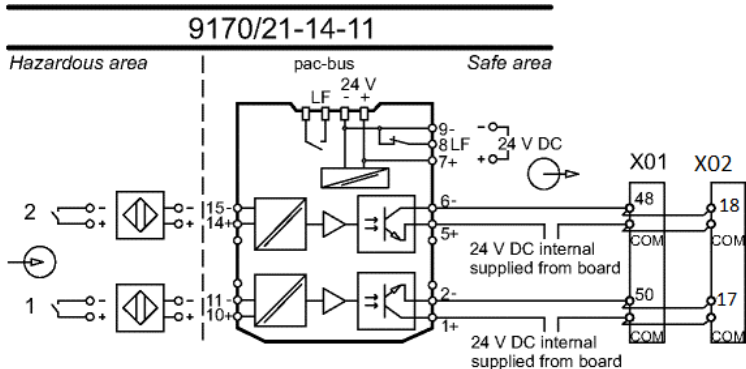 9170/21-14-11
Hazardous area
pac-bus
Safe area
24 V
LF - +
9-
8 LF
7+
- 24 V DC
+
X01 X02
2 - - 15- 6- 48 18
+ + 14+ 5+ COM COM
24 V DC internal
supplied from board
1 - - 11- 2- 50 17
+ + 10+ 1+ COM COM
24 V DC internal
supplied from board